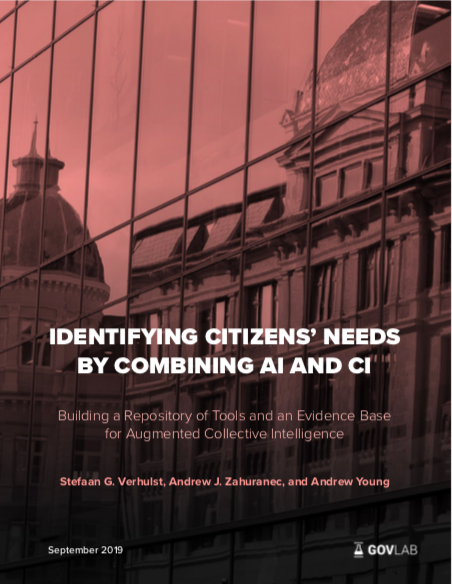 IDENTIFYING CITIZENS’ NEEDS
BY COMBINING AI AND CI
Building a Repository of Tools and an Evidence Base
for Augmented Collective Intelligence
Stefaan G. Verhulst, Andrew J. Zahuranec, and Andrew Young
September 2019
GOVLAB